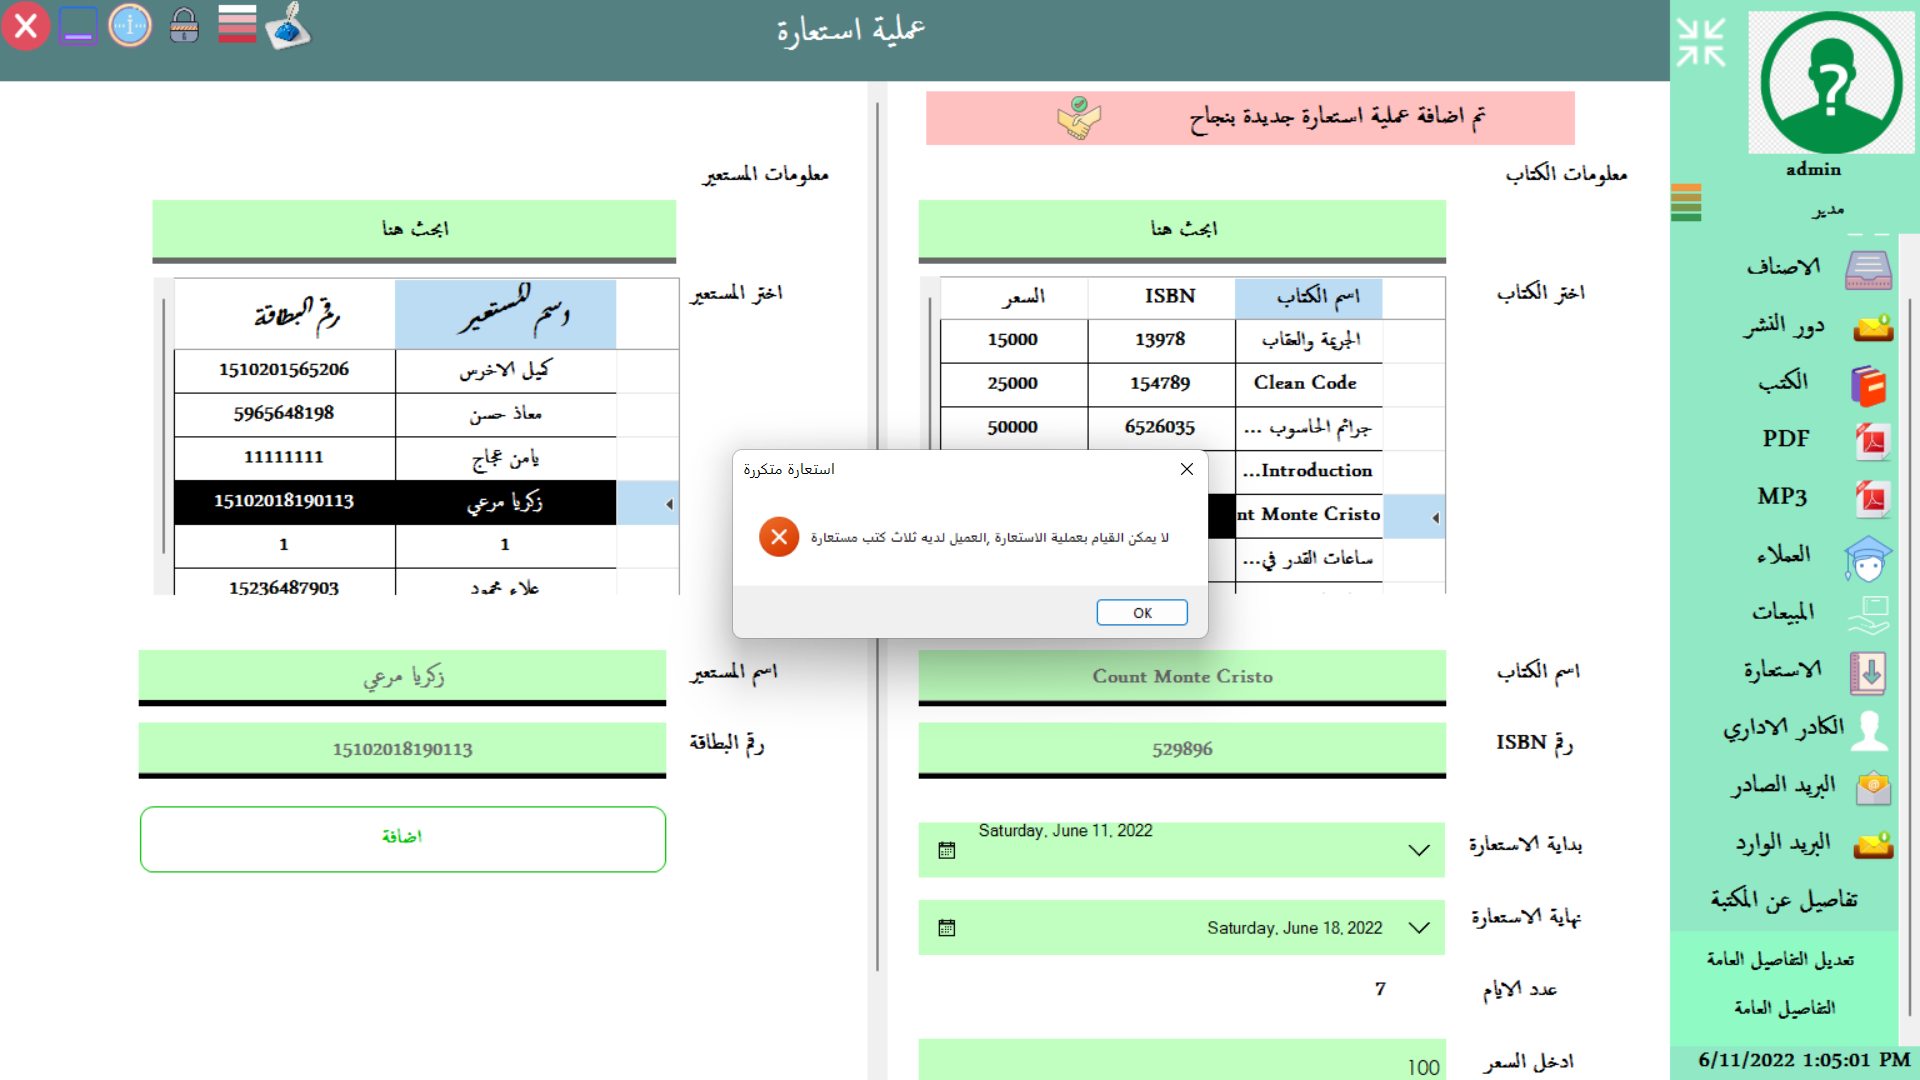 عملية استعارة
admin
مدير
الاصناف
دور النشر
الكتب
PDF
MP3
العملاء
المبيعات
الاستعارة
الكادر الاداري
البريد الصادر
البريد الوارد
تفاصيل عن المكتبة
تعديل التفاصيل العامة
التفاصيل العامة
6/11/2022 1:05:01 PM
تم اضافة عملية استعارة جديدة بنجاح
معلومات الكتاب
ابحث هنا
اختر الكتاب
اسم الكتاب ISBN السعر
الجريمة والعقاب 13978 15000
Clean Code 154789 25000
جرائم الحاسوب ... 6526035 50000
...Introduction
nt Monte Cristo
ساعات القدر في...
اسم الكتاب
Count Monte Cristo
رقم ISBN
529896
بداية الاستعارة
Saturday, June 11, 2022
نهاية الاستعارة
Saturday, June 18, 2022
عدد الايام
7
ادخل السعر
100
معلومات المستعير
ابحث هنا
اختر المستعير
اسم المستعير رقم البطاقة
كميل الاخرس 1510201565206
معاذ حسن 5965648198
يامن عجاج 11111111
زكريا مرعي 15102018190113
1 1
علاء محمود 15236487903
اسم المستعير
زكريا مرعي
رقم البطاقة
15102018190113
اضافة
استعارة متكررة
لا يمكن القيام بعملية الاستعارة ,العميل لديه ثلاث كتب مستعارة
OK